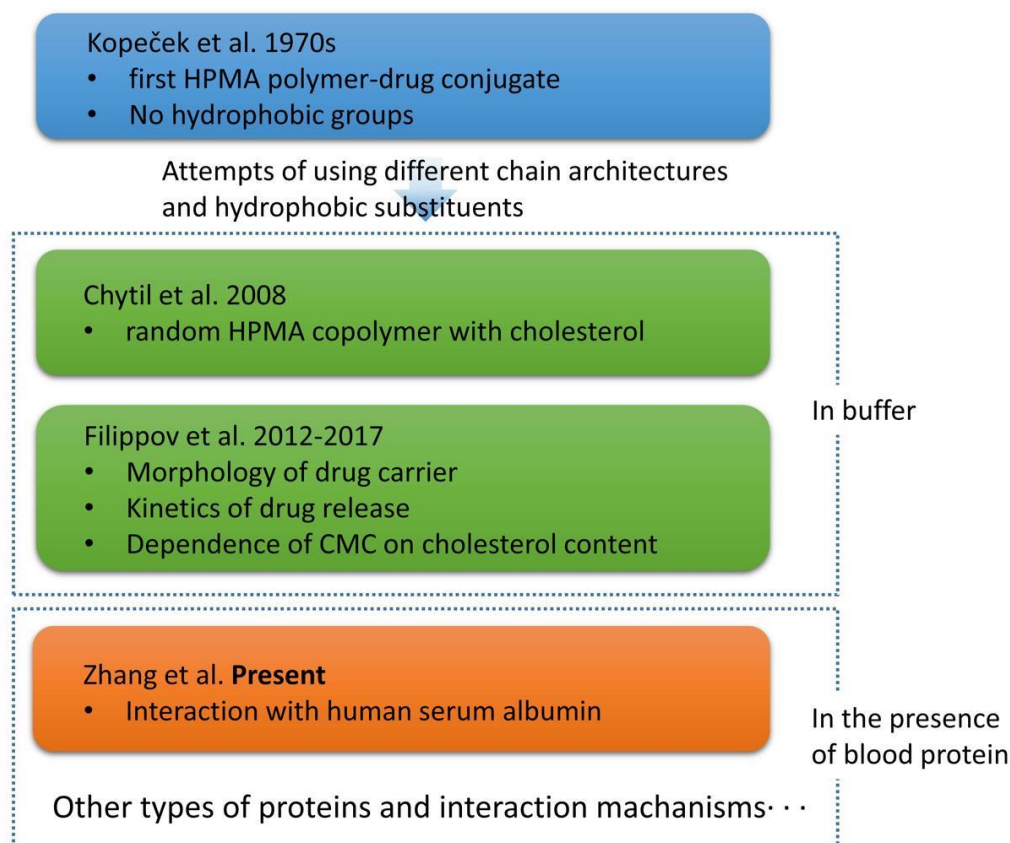 Kopeček et al. 1970s
• first HPMA polymer-drug conjugate
• No hydrophobic groups
Attempts of using different chain architectures
and hydrophobic substituents
Chytil et al. 2008
• random HPMA copolymer with cholesterol
Filippov et al. 2012-2017
• Morphology of drug carrier
• Kinetics of drug release
• Dependence of CMC on cholesterol content
In buffer
Zhang et al. Present
• Interaction with human serum albumin
In the presence
of blood protein
Other types of proteins and interaction machanisms···